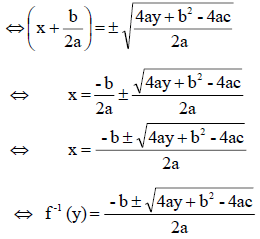 ⇔ (x + b/2a) = ± √((4ay + b² - 4ac)/2a)
⇔ x = -b/2a ± √(4ay + b² - 4ac)/2a
⇔ x = (-b ± √(4ay + b² - 4ac))/2a
⇔ f⁻¹(y) = (-b ± √(4ay + b² - 4ac))/2a